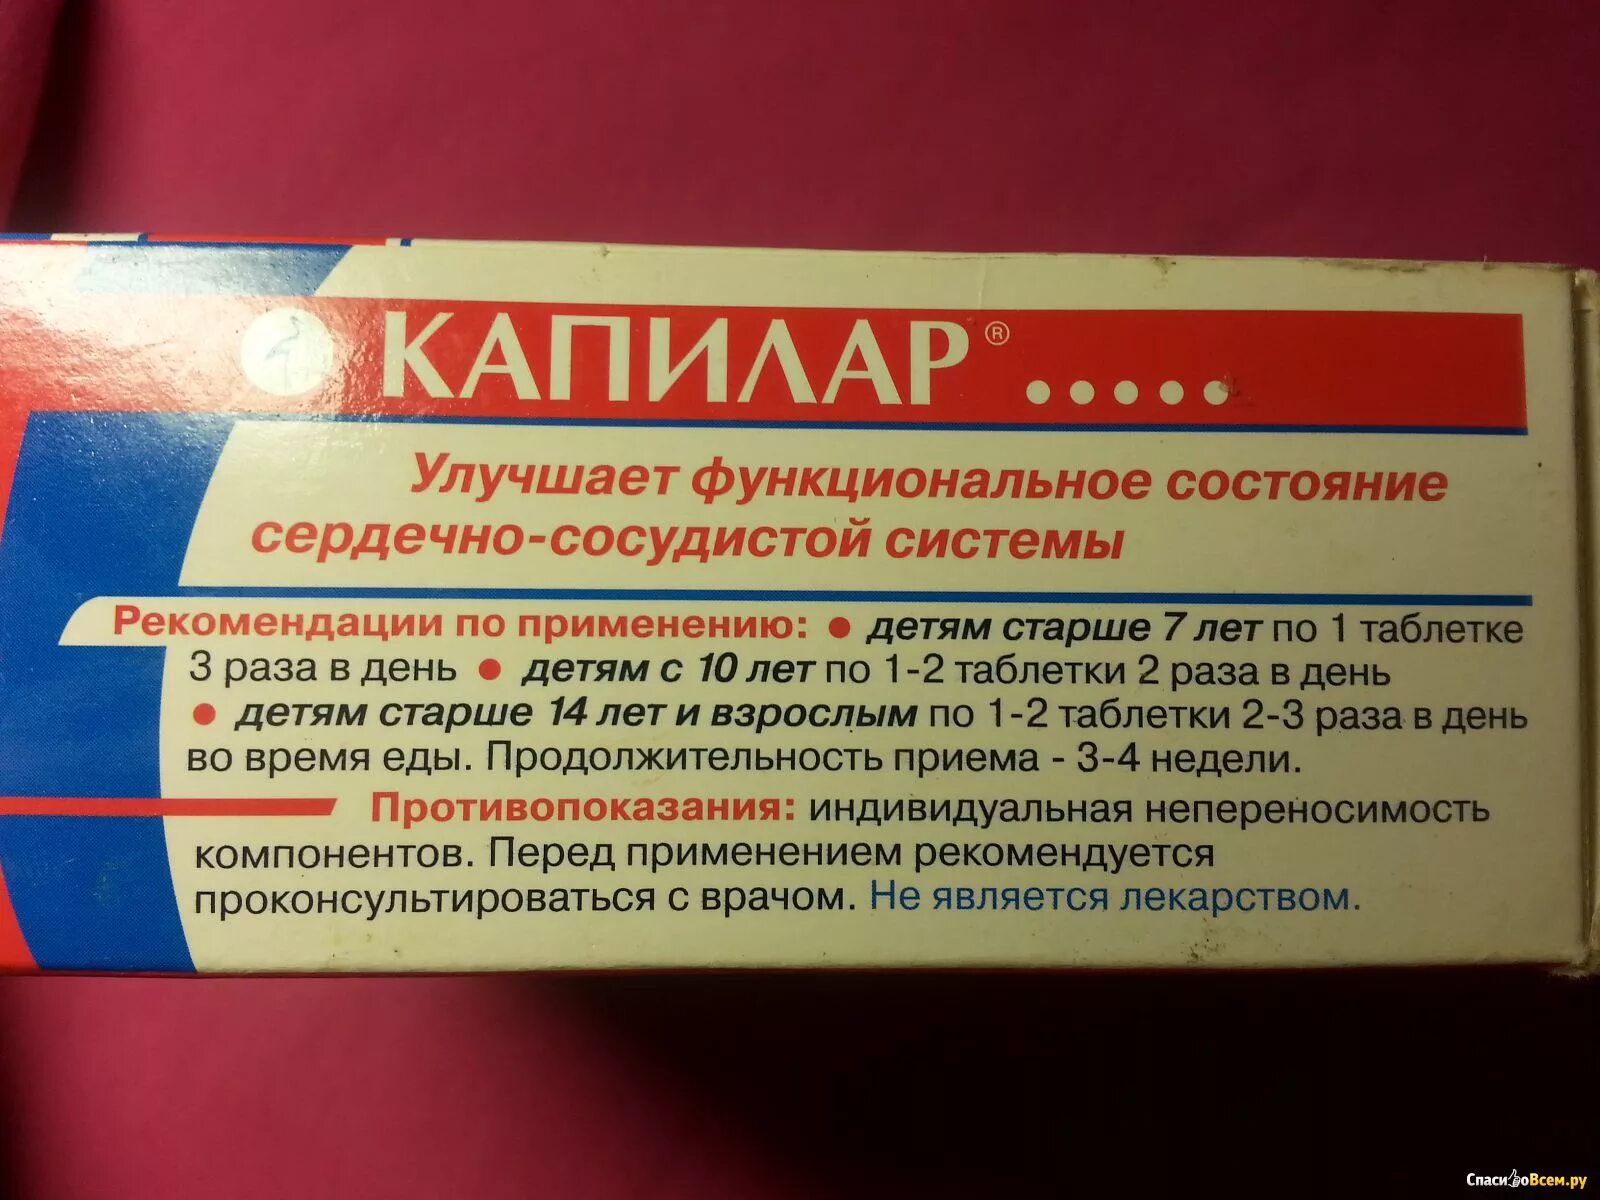 КАПИЛАР®
Улучшает функциональное состояние
сердечно-сосудистой системы
Рекомендации по применению: • детям старше 7 лет по 1 таблетке
3 раза в день • детям с 10 лет по 1-2 таблетки 2 раза в день
• детям старше 14 лет и взрослым по 1-2 таблетки 2-3 раза в день
во время еды. Продолжительность приема - 3-4 недели.
Противопоказания: индивидуальная непереносимость
компонентов. Перед применением рекомендуется
проконсультироваться с врачом. Не является лекарством.
СпасибоВсем.ру